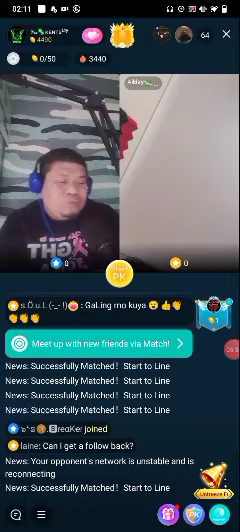 02:11
KENTS
4490
64
0/50
3440
0
PK
0
s.Ö.u.L (-_- !) : GaLing mo kuya
1
Meet up with new friends via Match!
News: Successfully Matched! Start to Line
News: Successfully Matched! Start to Line
News: Successfully Matched! Start to Line
News: Successfully Matched! Start to Line
joined
laine: Can I get a follow back?
News: Your opponent's network is unstable and is
reconnecting
News: Successfully Matched! Start to Line
PK